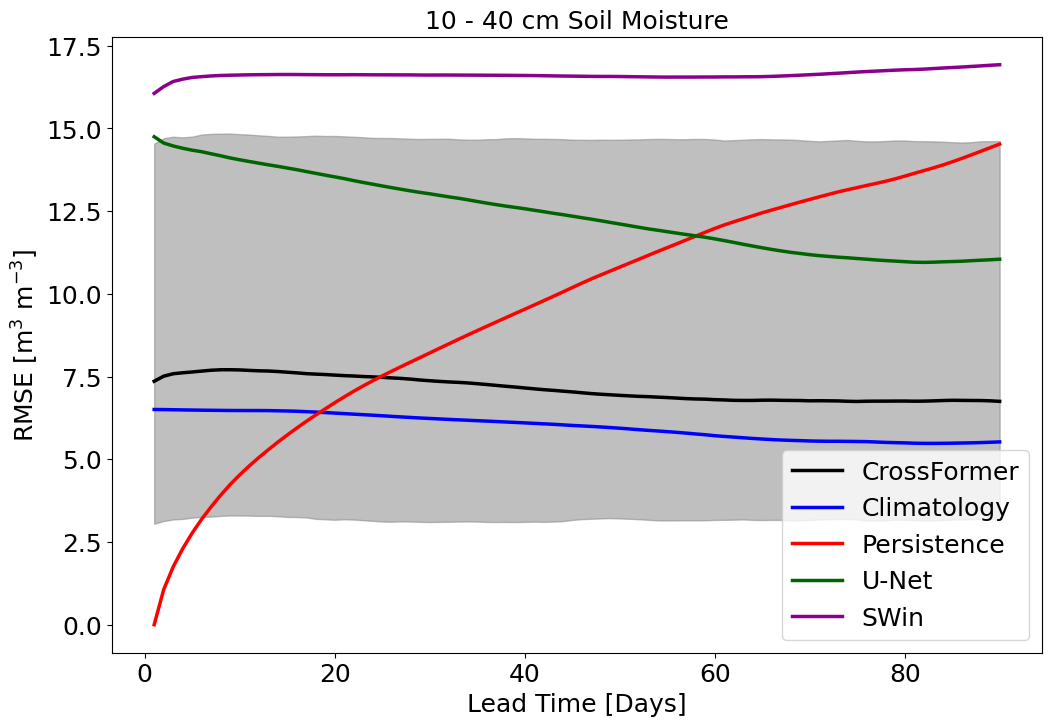 10 - 40 cm Soil Moisture
RMSE [m³ m⁻³]
17.5
15.0
12.5
10.0
7.5
5.0
2.5
0.0
CrossFormer
Climatology
Persistence
U-Net
SWin
0 20 40 60 80
Lead Time [Days]